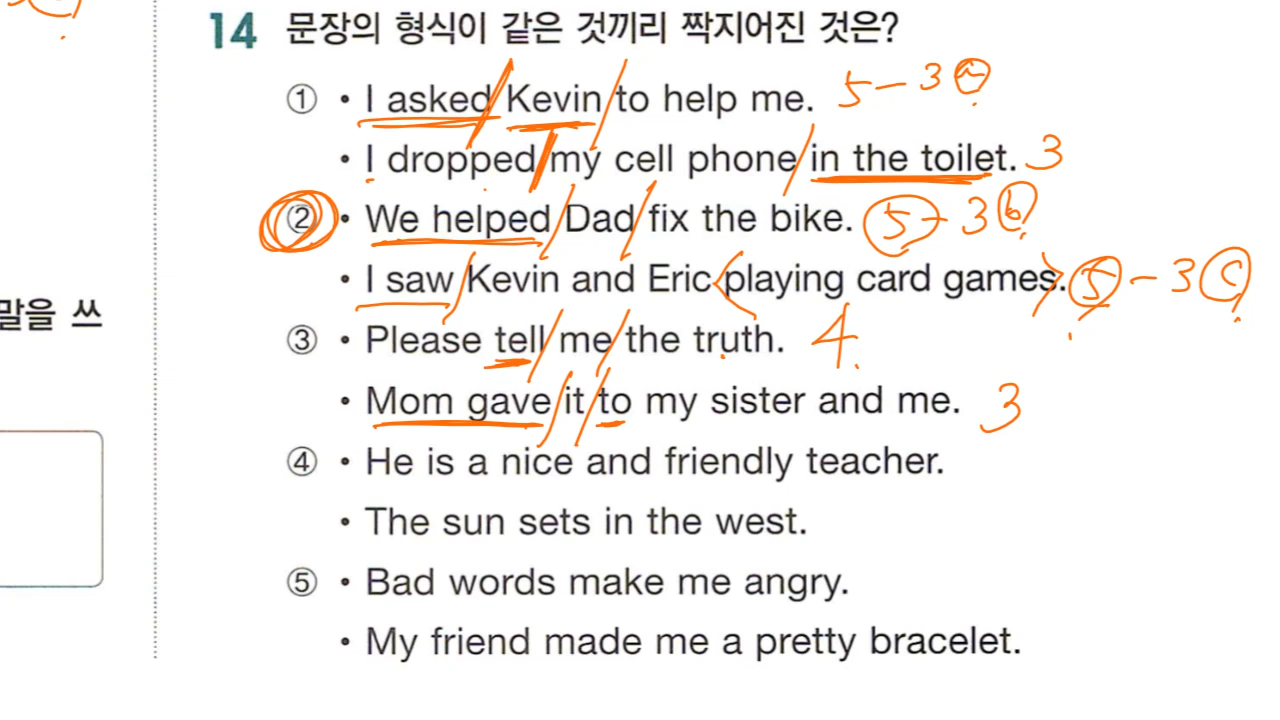 14 문장의 형식이 같은 것끼리 짝지어진 것은?
① • I asked Kevin to help me. 5-3ⓐ
• I dropped my cell phone in the toilet. 3
② • We helped Dad fix the bike. 5-3ⓑ
• I saw Kevin and Eric playing card games. 5-3ⓒ
말을 쓰
③ • Please tell me the truth. 4
• Mom gave it to my sister and me. 3
④ • He is a nice and friendly teacher.
• The sun sets in the west.
⑤ • Bad words make me angry.
• My friend made me a pretty bracelet.